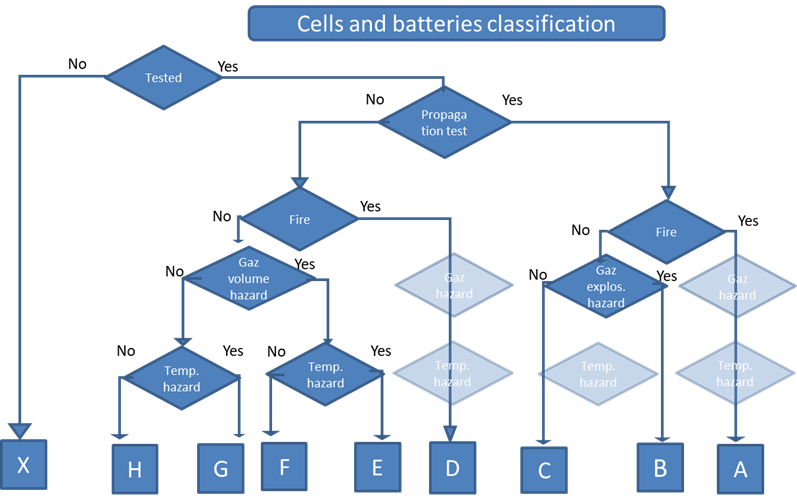 Cells and batteries classification
No
Tested
Yes
No
Propaga
tion test
Yes
No
Fire
Yes
No
Fire
Yes
No
Gaz
volume
hazard
Yes
Gaz
hazard
No
Gaz
explos.
hazard
Yes
Gaz
hazard
No
Temp.
hazard
Yes
No
Temp.
hazard
Yes
Temp.
hazard
Temp.
hazard
Temp.
hazard
X
H
G
F
E
D
C
B
A